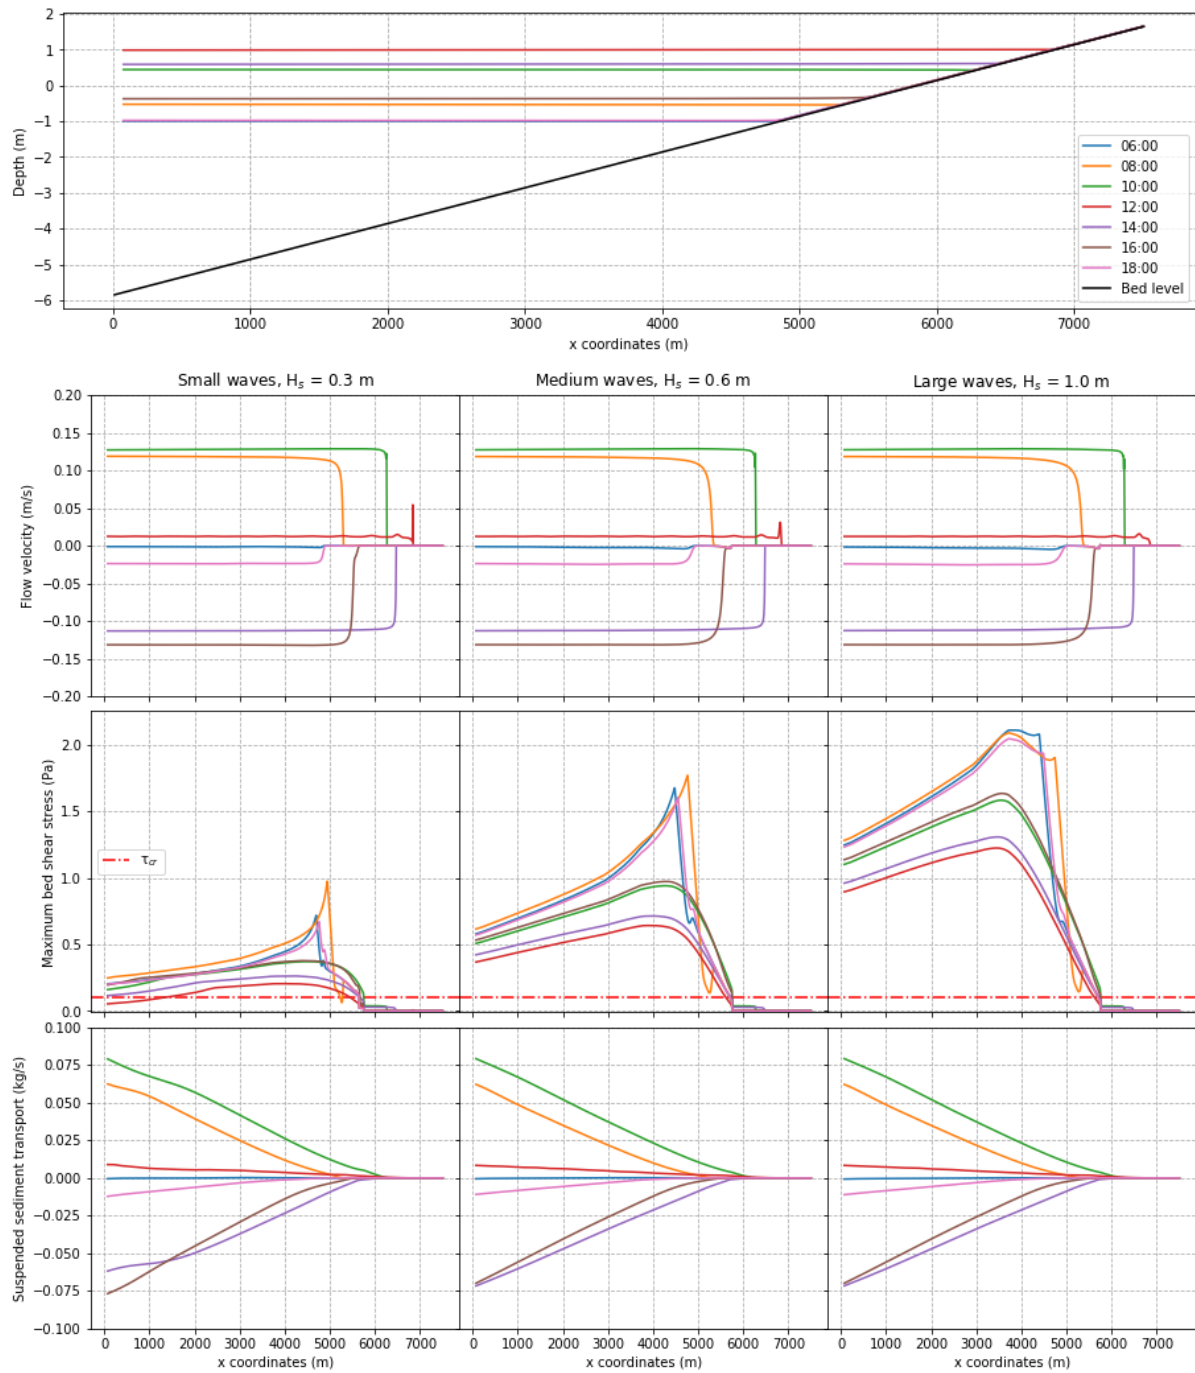 2
1
0
−1
−2
−3
−4
−5
−6
Depth (m)
06:00
08:00
10:00
12:00
14:00
16:00
18:00
Bed level
0 1000 2000 3000 4000 5000 6000 7000
x coordinates (m)
Small waves, Hs = 0.3 m
Medium waves, Hs = 0.6 m
Large waves, Hs = 1.0 m
0.20
0.15
0.10
0.05
0.00
−0.05
−0.10
−0.15
−0.20
Flow velocity (m/s)
2.0
1.5
1.0
0.5
0.0
Maximum bed shear stress (Pa)
τcr
0.100
0.075
0.050
0.025
0.000
−0.025
−0.050
−0.075
−0.100
Suspended sediment transport (kg/s)
0 1000 2000 3000 4000 5000 6000 7000
x coordinates (m)
0 1000 2000 3000 4000 5000 6000 7000
x coordinates (m)
0 1000 2000 3000 4000 5000 6000 7000
x coordinates (m)